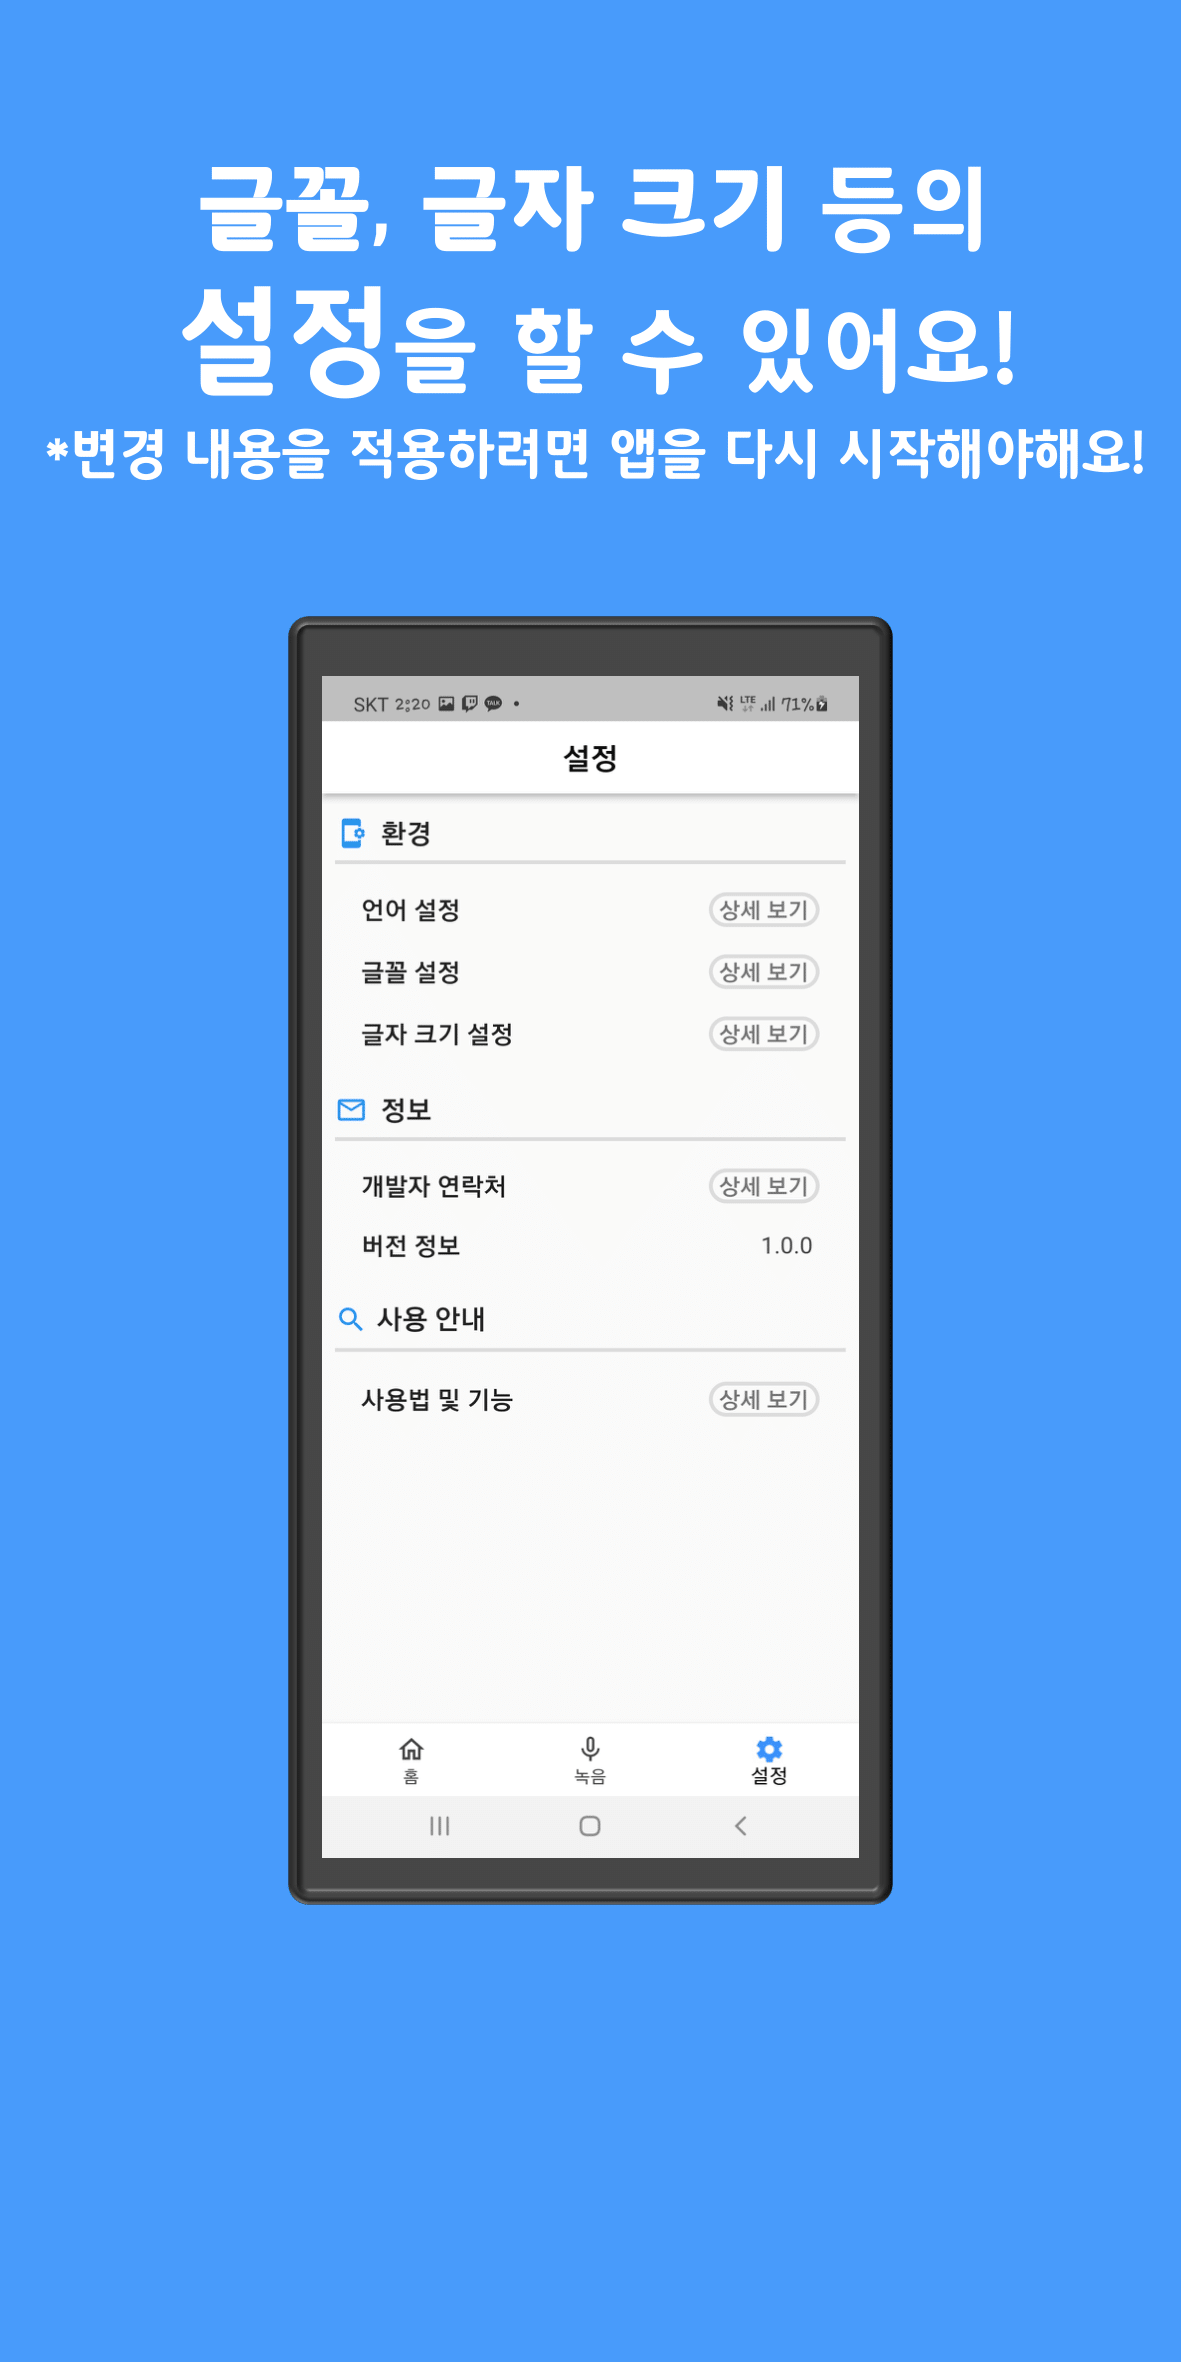 글꼴, 글자 크기 등의
설정을 할 수 있어요!
*변경 내용을 적용하려면 앱을 다시 시작해야해요!
SKT 2:20 TALK LTE 71%
설정
환경
언어 설정 상세 보기
글꼴 설정 상세 보기
글자 크기 설정 상세 보기
정보
개발자 연락처 상세 보기
버전 정보 1.0.0
사용 안내
사용법 및 기능 상세 보기
홈 녹음 설정